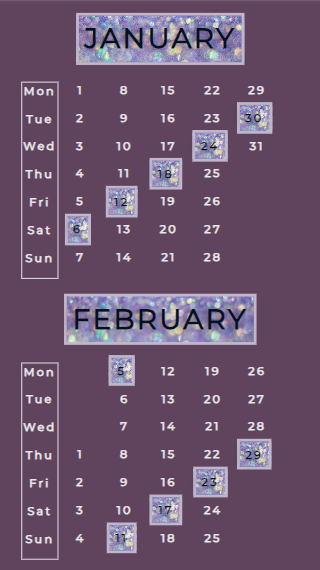 JANUARY
Mon 1 8 15 22 29
Tue 2 9 16 23 30
Wed 3 10 17 24 31
Thu 4 11 18 25
Fri 5 12 19 26
Sat 6 13 20 27
Sun 7 14 21 28
FEBRUARY
Mon 5 12 19 26
Tue 6 13 20 27
Wed 7 14 21 28
Thu 1 8 15 22 29
Fri 2 9 16 23
Sat 3 10 17 24
Sun 4 11 18 25